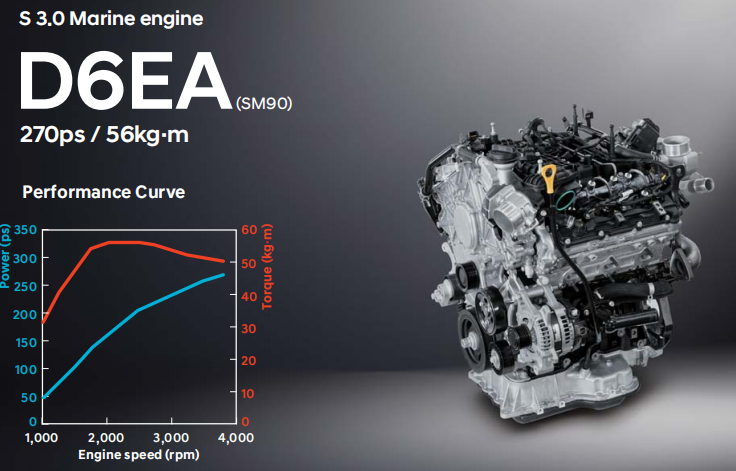 S 3.0 Marine engine
D6EA (SM90)
270ps / 56kg·m
Performance Curve
Power (ps)
350
300
250
200
150
100
50
0
60
50
40
30
20
10
0
Torque (kg·m)
1,000 2,000 3,000 4,000
Engine speed (rpm)